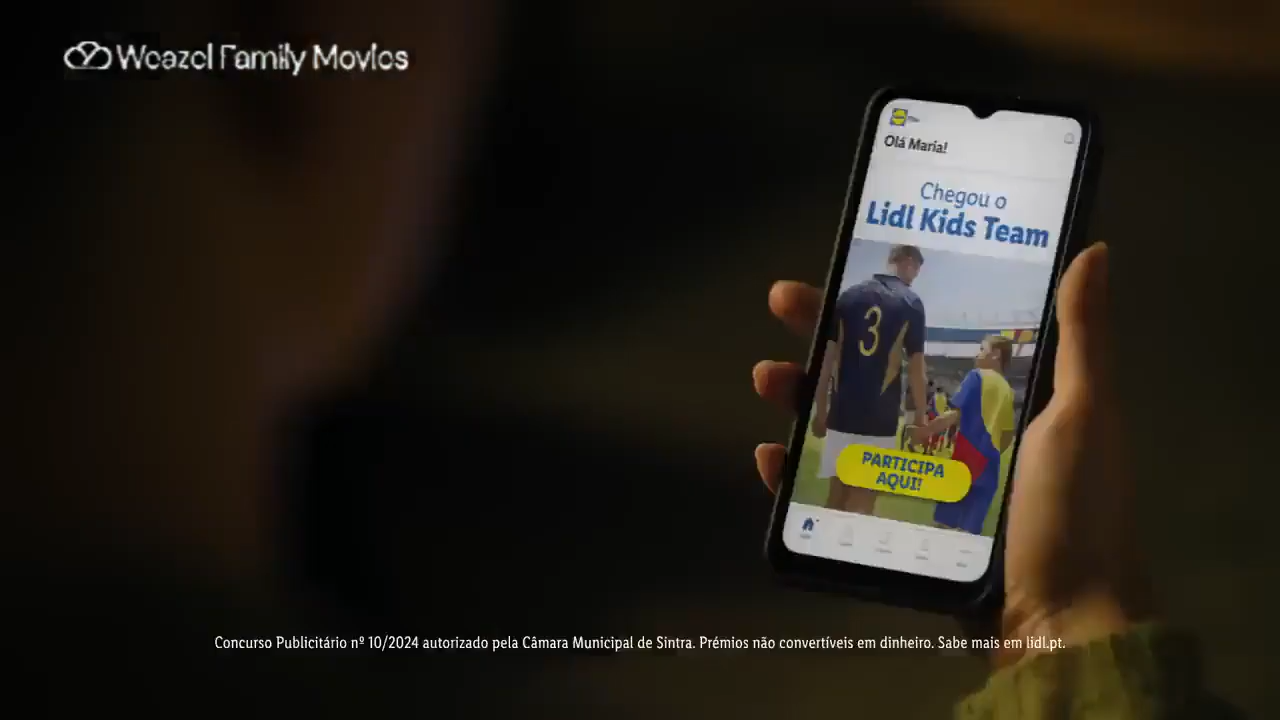 Weazel Family Movies
Olá Maria!
Chegou o
Lidl Kids Team
3
PARTICIPA
AQUI!
Concurso Publicitário nº 10/2024 autorizado pela Câmara Municipal de Sintra. Prémios não convertíveis em dinheiro. Sabe mais em lidl.pt.